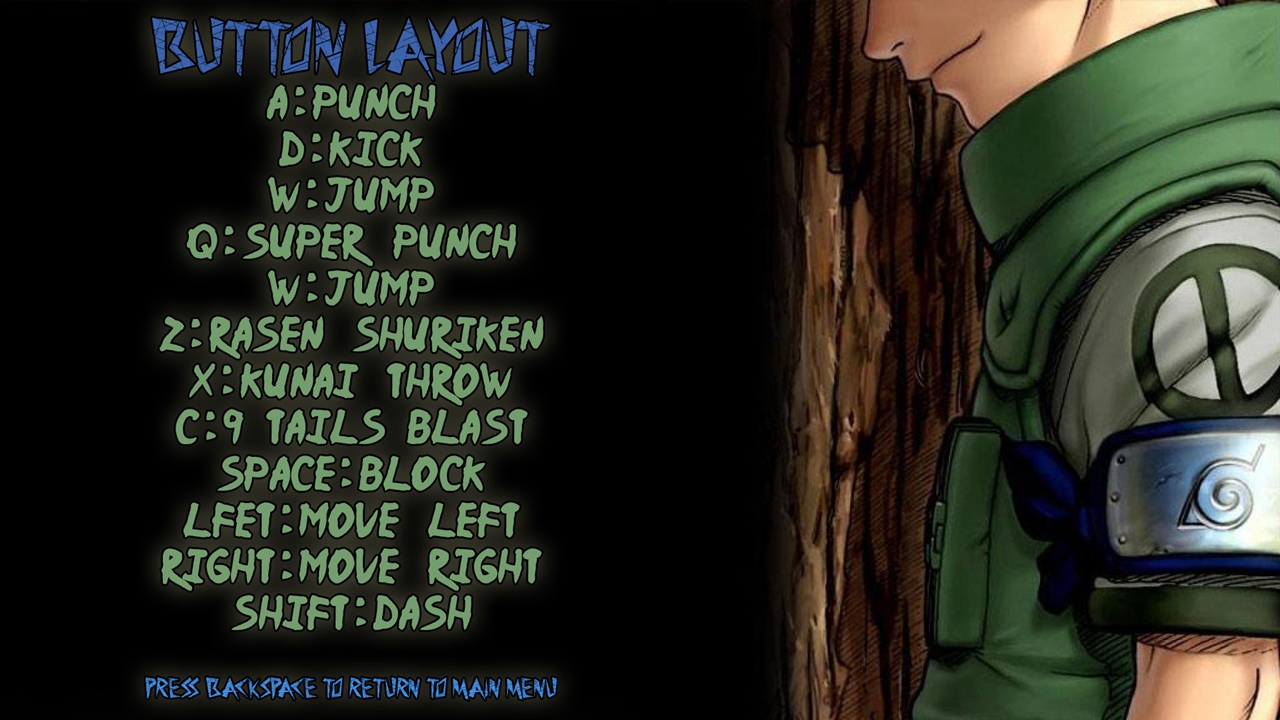 BUTTON LAYOUT
A:PUNCH
D:KICK
W:JUMP
Q:SUPER PUNCH
W:JUMP
Z:RASEN SHURIKEN
X:KUNAI THROW
C:9 TAILS BLAST
SPACE:BLOCK
LFET:MOVE LEFT
RIGHT:MOVE RIGHT
SHIFT:DASH
PRESS BACKSPACE TO RETURN TO MAIN MENU